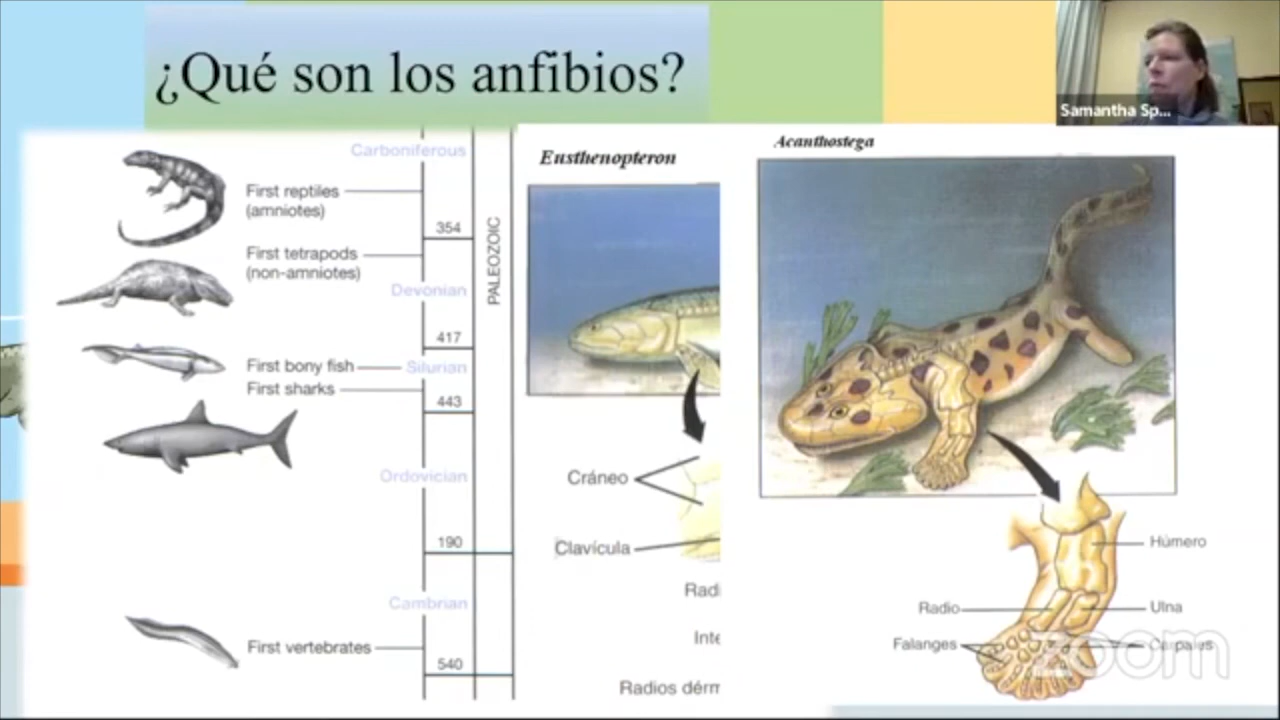 ¿Qué son los anfibios?
Samantha Sp...
Carboniferous
First reptiles
(amniotes)
354
First tetrapods
(non-amniotes)
Devonian
417
First bony fish
Silurian
First sharks
443
Ordovician
190
Cambrian
First vertebrates
540
PALEOZOIC
Eusthenopteron
Cráneo
Clavícula
Radi
Inte
Radios dérm
Acanthostega
Húmero
Radio
Ulna
Falanges
Carpales
zoom